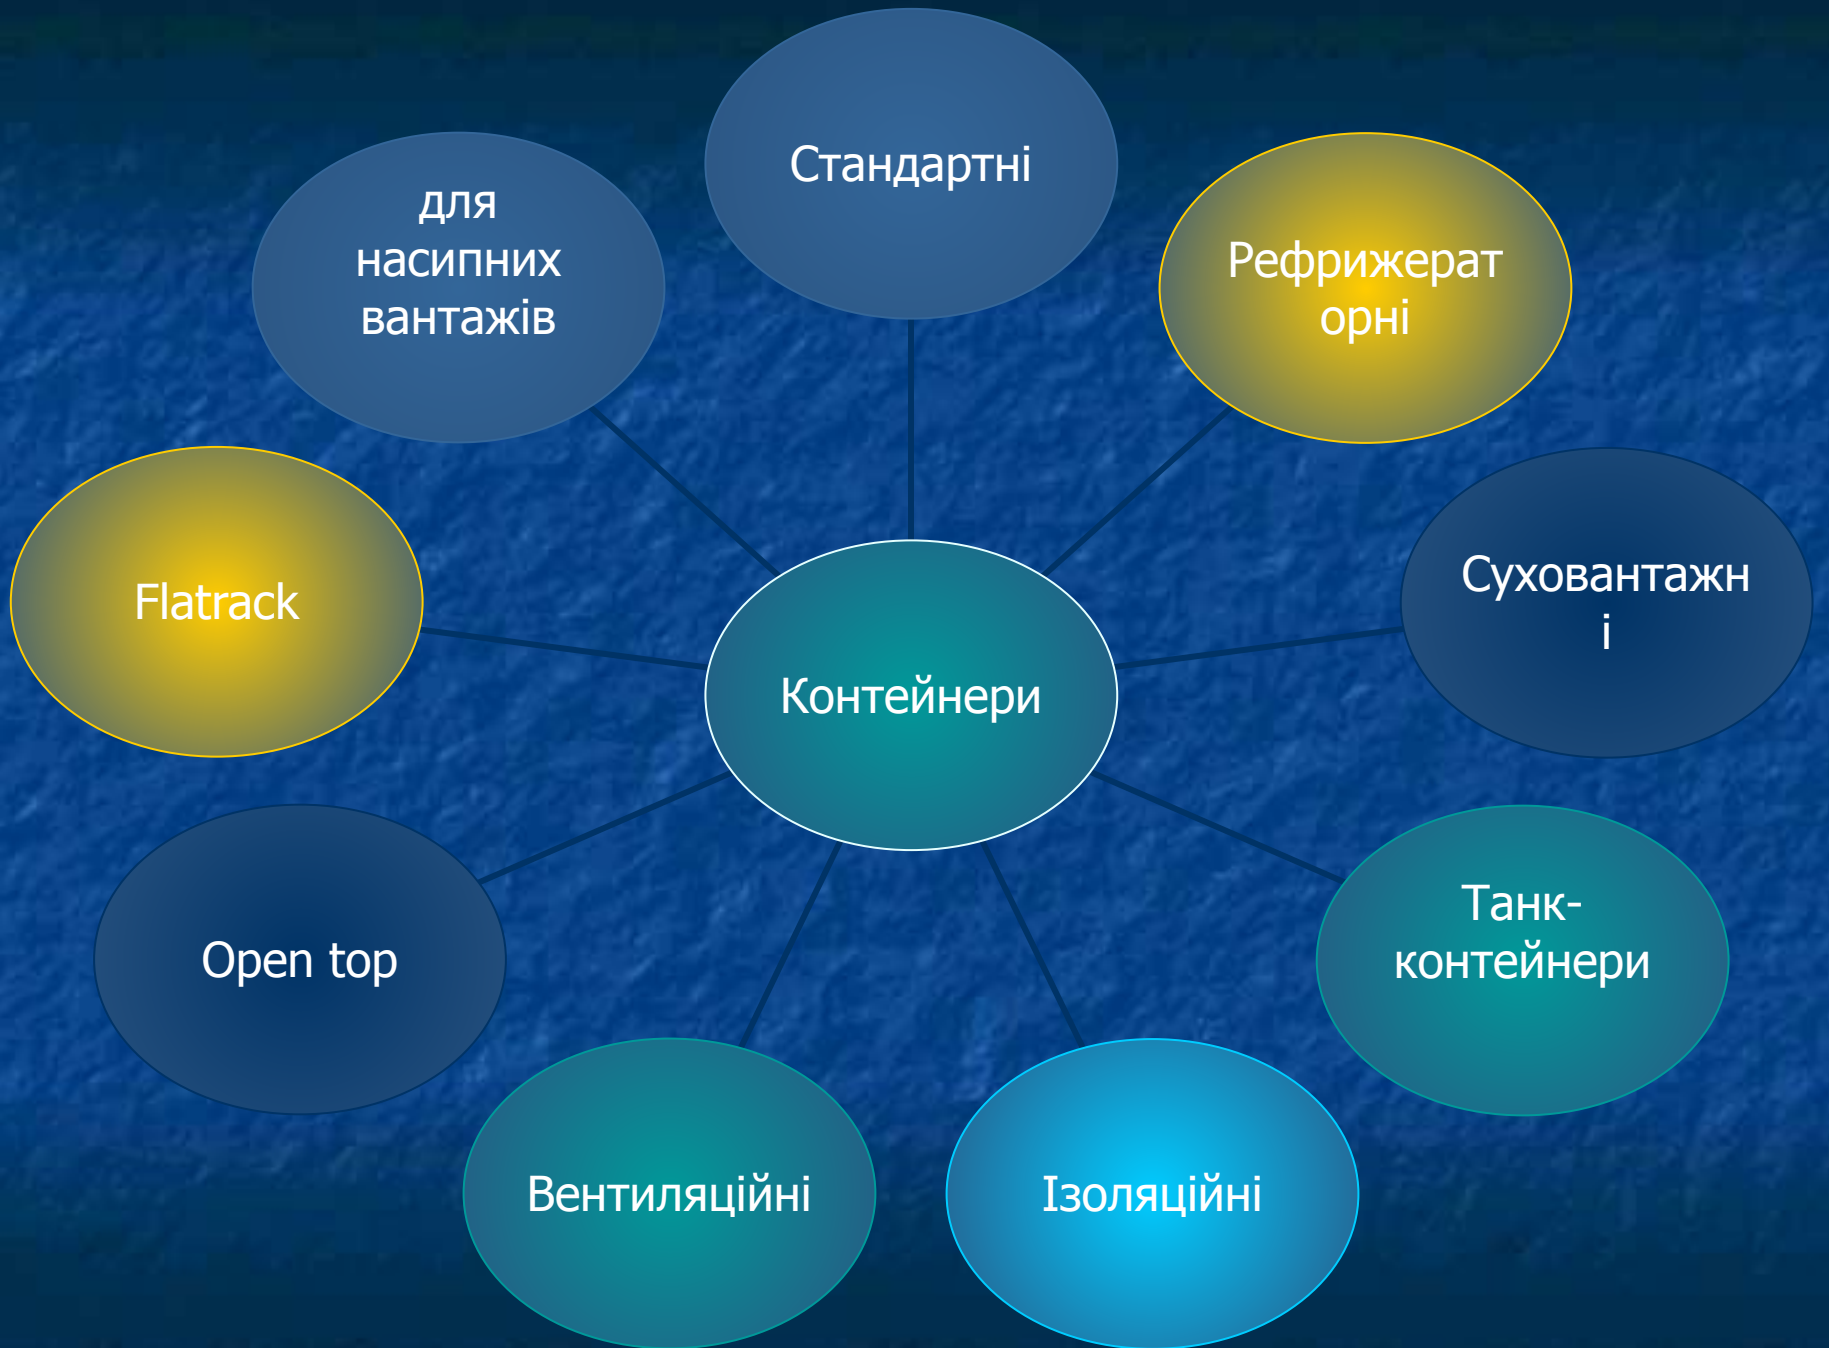 Стандартні
для
насипних
вантажів
Рефрижерат
орні
Flatrack
Суховантажн
і
Контейнери
Open top
Танк-
контейнери
Вентиляційні
Ізоляційні